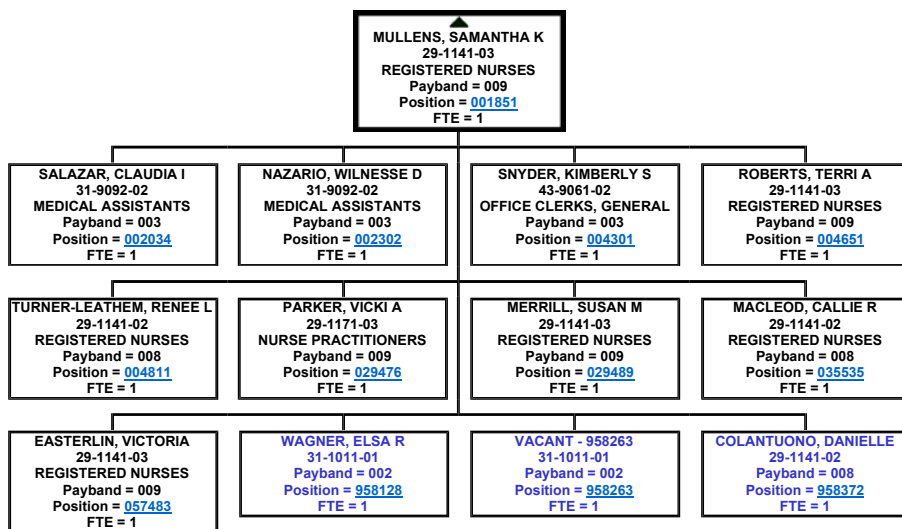 MULLENS, SAMANTHA K
29-1141-03
REGISTERED NURSES
Payband = 009
Position = 001851
FTE = 1
SALAZAR, CLAUDIA I
31-9092-02
MEDICAL ASSISTANTS
Payband = 003
Position = 002034
FTE = 1
NAZARIO, WILNESSE D
31-9092-02
MEDICAL ASSISTANTS
Payband = 003
Position = 002302
FTE = 1
SNYDER, KIMBERLY S
43-9061-02
OFFICE CLERKS, GENERAL
Payband = 003
Position = 004301
FTE = 1
ROBERTS, TERRI A
29-1141-03
REGISTERED NURSES
Payband = 009
Position = 004651
FTE = 1
TURNER-LEATHEM, RENEE L
29-1141-02
REGISTERED NURSES
Payband = 008
Position = 004811
FTE = 1
PARKER, VICKI A
29-1171-03
NURSE PRACTITIONERS
Payband = 009
Position = 029476
FTE = 1
MERRILL, SUSAN M
29-1141-03
REGISTERED NURSES
Payband = 009
Position = 029489
FTE = 1
MACLEOD, CALLIE R
29-1141-02
REGISTERED NURSES
Payband = 008
Position = 035535
FTE = 1
EASTERLIN, VICTORIA
29-1141-03
REGISTERED NURSES
Payband = 009
Position = 057483
FTE = 1
WAGNER, ELSA R
31-1011-01
Payband = 002
Position = 958128
FTE = 1
VACANT - 958263
31-1011-01
Payband = 002
Position = 958263
FTE = 1
COLANTUONO, DANIELLE
29-1141-02
Payband = 008
Position = 958372
FTE = 1